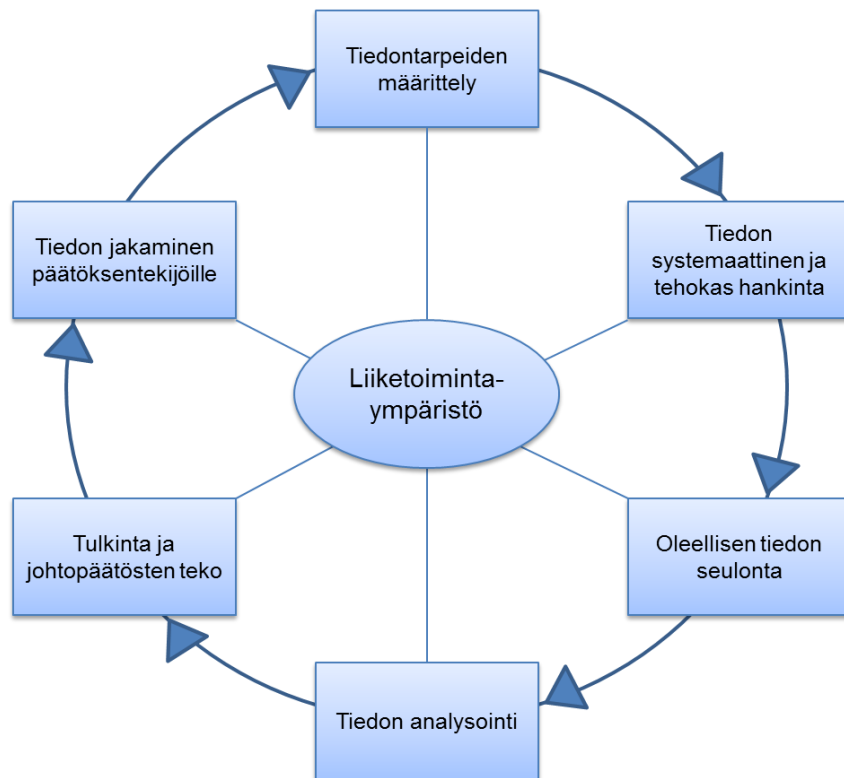 Tiedontarpeiden
määrittely
Tiedon
systemaattinen ja
tehokas hankinta
Oleellisen tiedon
seulonta
Tiedon analysointi
Tulkinta ja
johtopäätösten teko
Tiedon jakaminen
päätöksentekijöille
Liiketoiminta-
ympäristö